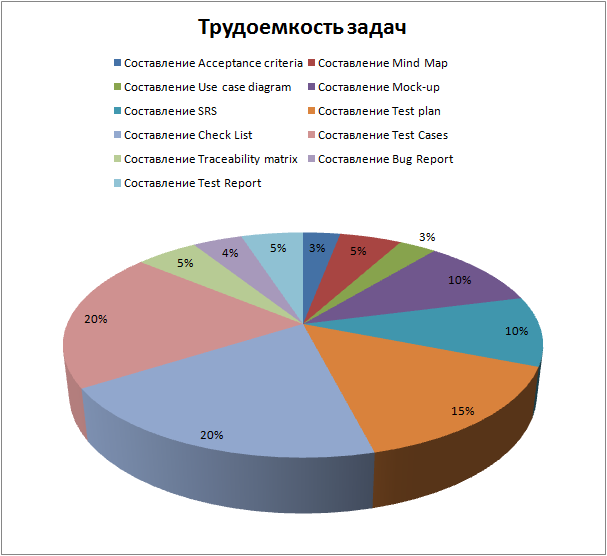 Трудоемкость задач
Составление Acceptance criteria
Составление Mind Map
Составление Use case diagram
Составление Mock-up
Составление SRS
Составление Test plan
Составление Check List
Составление Test Cases
Составление Traceability matrix
Составление Bug Report
Составление Test Report
3%
5%
3%
10%
10%
15%
20%
20%
5%
4%
5%